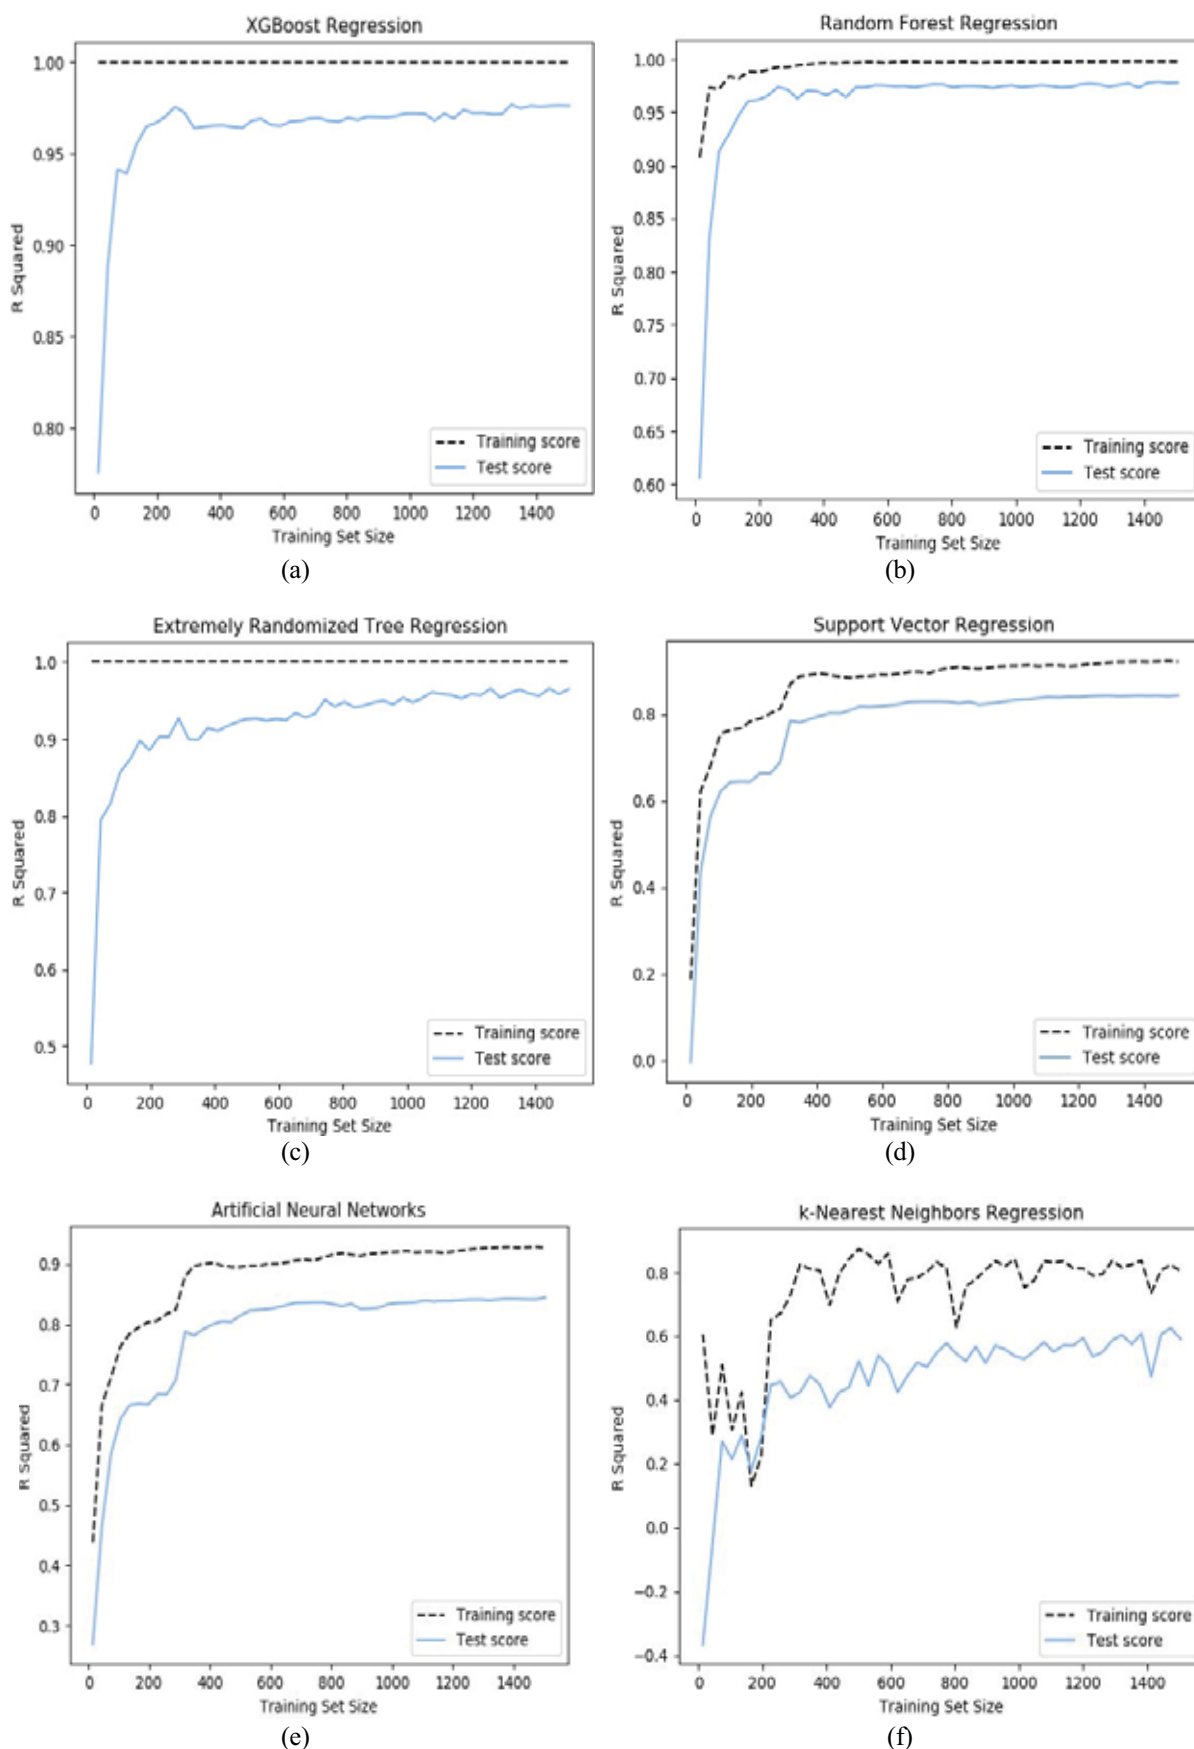 XGBoost Regression
1.00
0.95
0.90
0.85
0.80
R Squared
Training score
Test score
0 200 400 600 800 1000 1200 1400
Training Set Size
(a)
Random Forest Regression
1.00
0.95
0.90
0.85
0.80
0.75
0.70
0.65
0.60
R Squared
Training score
Test score
0 200 400 600 800 1000 1200 1400
Training Set Size
(b)
Extremely Randomized Tree Regression
1.0
0.9
0.8
0.7
0.6
0.5
R Squared
Training score
Test score
0 200 400 600 800 1000 1200 1400
Training Set Size
(c)
Support Vector Regression
0.8
0.6
0.4
0.2
0.0
R Squared
Training score
Test score
0 200 400 600 800 1000 1200 1400
Training Set Size
(d)
Artificial Neural Networks
0.9
0.8
0.7
0.6
0.5
0.4
0.3
R Squared
Training score
Test score
0 200 400 600 800 1000 1200 1400
Training Set Size
(e)
k-Nearest Neighbors Regression
0.8
0.6
0.4
0.2
0.0
−0.2
−0.4
R Squared
Training score
Test score
0 200 400 600 800 1000 1200 1400
Training Set Size
(f)